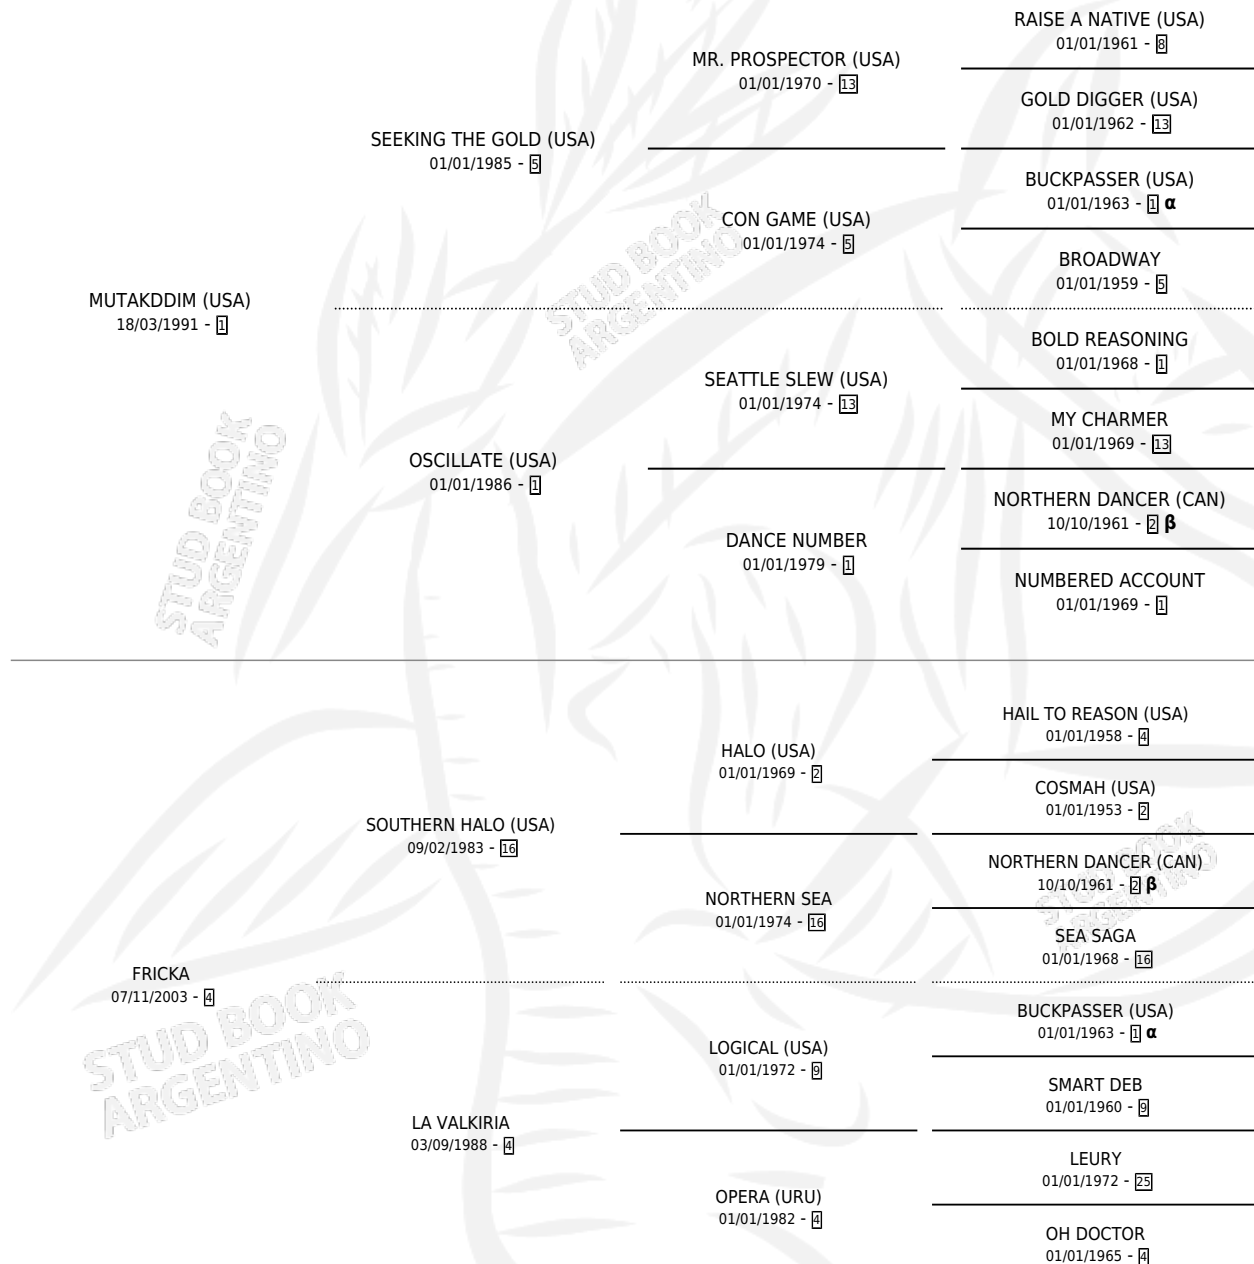 RAISE A NATIVE (USA)
01/01/1961 - 8
MR. PROSPECTOR (USA)
01/01/1970 - 13
GOLD DIGGER (USA)
01/01/1962 - 13
SEEKING THE GOLD (USA)
01/01/1985 - 5
BUCKPASSER (USA)
01/01/1963 - 1 α
CON GAME (USA)
01/01/1974 - 5
BROADWAY
01/01/1959 - 5
MUTAKDDIM (USA)
18/03/1991 - 1
BOLD REASONING
01/01/1968 - 1
SEATTLE SLEW (USA)
01/01/1974 - 13
MY CHARMER
01/01/1969 - 13
OSCILLATE (USA)
01/01/1986 - 1
NORTHERN DANCER (CAN)
10/10/1961 - 2 β
DANCE NUMBER
01/01/1979 - 1
NUMBERED ACCOUNT
01/01/1969 - 1
HAIL TO REASON (USA)
01/01/1958 - 4
HALO (USA)
01/01/1969 - 2
COSMAH (USA)
01/01/1953 - 2
SOUTHERN HALO (USA)
09/02/1983 - 16
NORTHERN DANCER (CAN)
10/10/1961 - 2 β
NORTHERN SEA
01/01/1974 - 16
SEA SAGA
01/01/1968 - 16
FRICKA
07/11/2003 - 4
BUCKPASSER (USA)
01/01/1963 - 1 α
LOGICAL (USA)
01/01/1972 - 9
SMART DEB
01/01/1960 - 9
LA VALKIRIA
03/09/1988 - 4
LEURY
01/01/1972 - 25
OPERA (URU)
01/01/1982 - 4
OH DOCTOR
01/01/1965 - 4
STUD BOOK
ARGENTINO
STUD BOOK
ARGENTINO
STUD BOOK
ARGENTINO
STUD BOOK
ARGENTINO